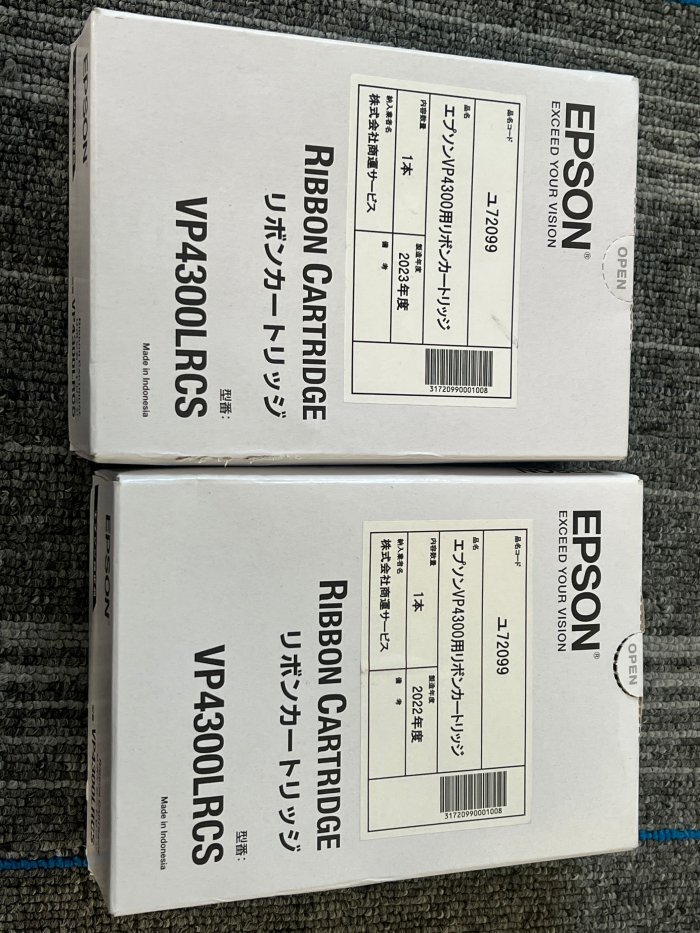 EPSON®
EXCEED YOUR VISION
OPEN
品名コード
ユ72099
品名
エプソンVP4300用リボンカートリッジ
内容数量
1本
製造年度
2023年度
納入業者名
株式会社商運サービス
備考
31720990001008
RIBBON CARTRIDGE
リボンカートリッジ
型番:
VP4300LRCS
Made in Indonesia
EPSON
VP4300LRCS
EPSON®
EXCEED YOUR VISION
OPEN
品名コード
ユ72099
品名
エプソンVP4300用リボンカートリッジ
内容数量
1本
製造年度
2022年度
納入業者名
株式会社商運サービス
備考
31720990001008
RIBBON CARTRIDGE
リボンカートリッジ
型番:
VP4300LRCS
Made in Indonesia
EPSON
VP4300LRCS